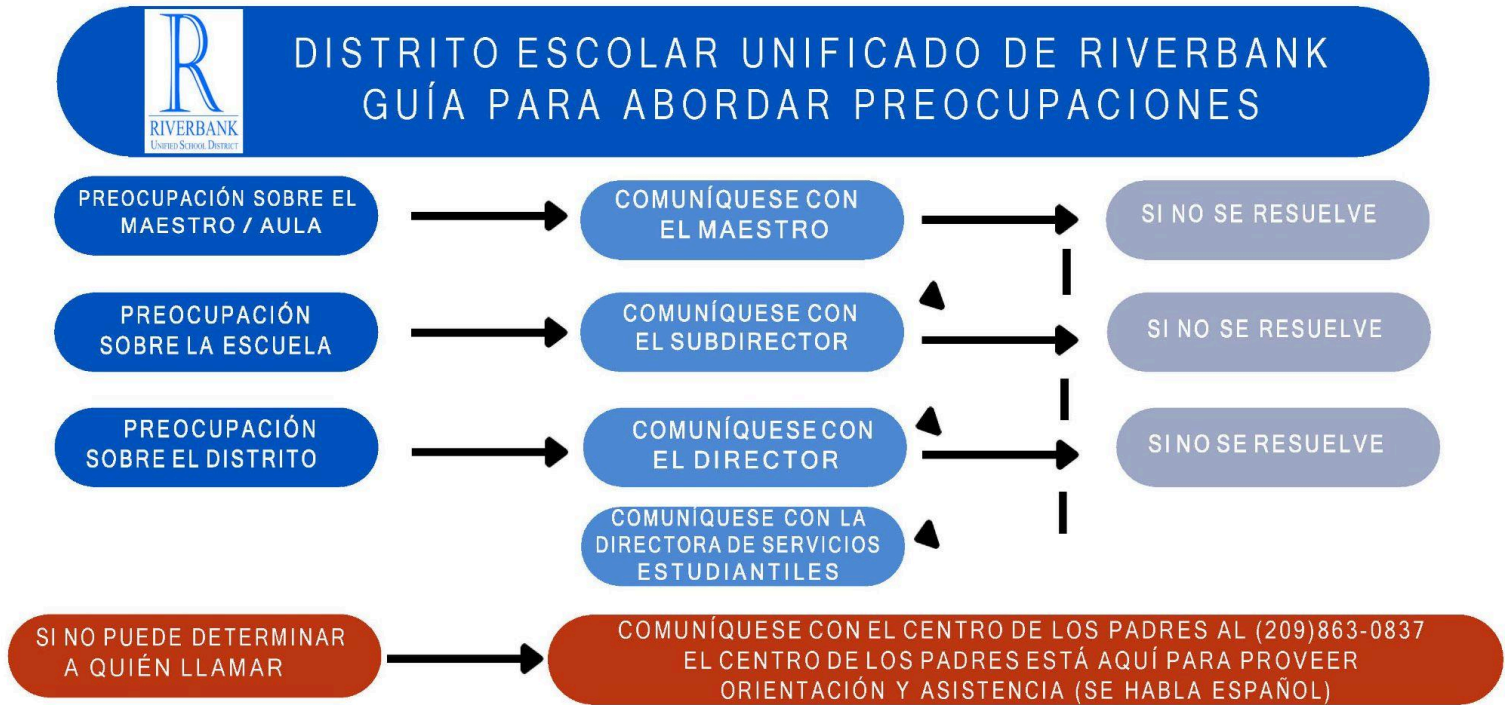 R
RIVERBANK
UNIFIED SCHOOL DISTRICT
DISTRITO ESCOLAR UNIFICADO DE RIVERBANK
GUÍA PARA ABORDAR PREOCUPACIONES
PREOCUPACIÓN SOBRE EL
MAESTRO / AULA
COMUNÍQUESE CON
EL MAESTRO
SI NO SE RESUELVE
PREOCUPACIÓN
SOBRE LA ESCUELA
COMUNÍQUESE CON
EL SUBDIRECTOR
SI NO SE RESUELVE
PREOCUPACIÓN
SOBRE EL DISTRITO
COMUNÍQUESE CON
EL DIRECTOR
SI NO SE RESUELVE
COMUNÍQUESE CON LA
DIRECTORA DE SERVICIOS
ESTUDIANTILES
SI NO PUEDE DETERMINAR
A QUIÉN LLAMAR
COMUNÍQUESE CON EL CENTRO DE LOS PADRES AL (209)863-0837
EL CENTRO DE LOS PADRES ESTÁ AQUÍ PARA PROVEER
ORIENTACIÓN Y ASISTENCIA (SE HABLA ESPAÑOL)